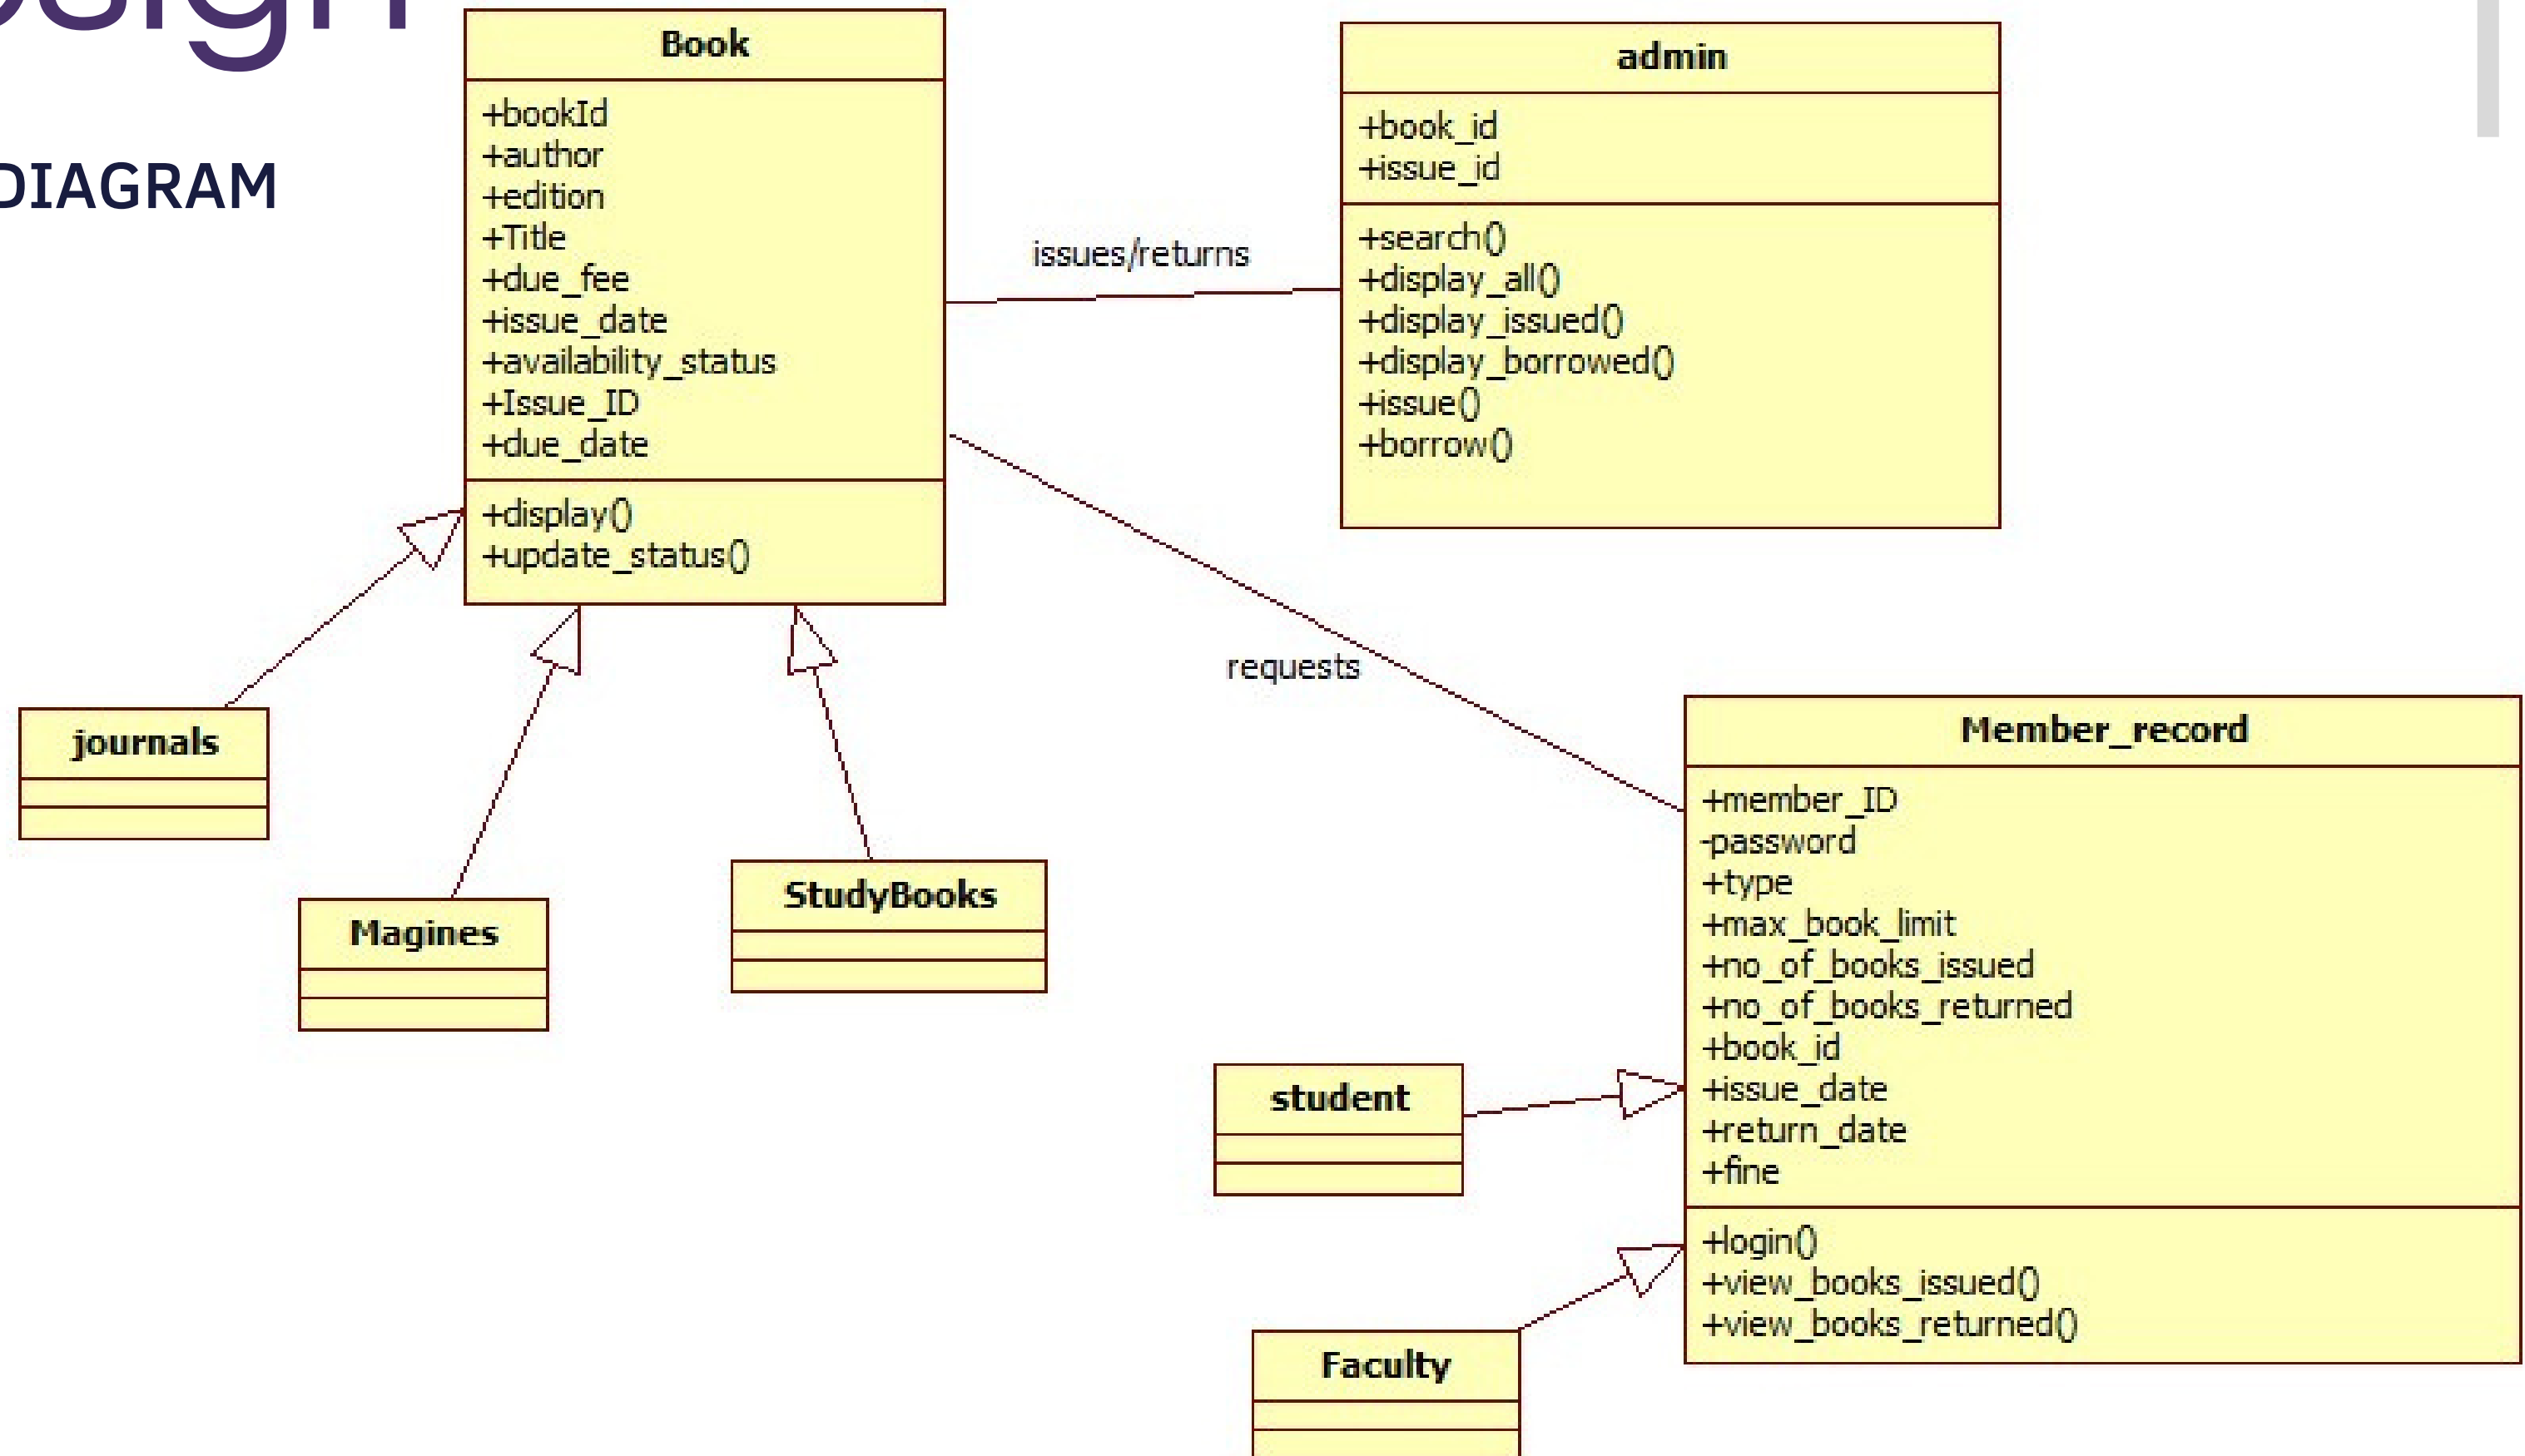 DIAGRAM
Book
+bookId
+author
+edition
+Title
+due_fee
+issue_date
+availability_status
+Issue_ID
+due_date
+display()
+update_status()
issues/returns
admin
+book_id
+issue_id
+search()
+display_all()
+display_issued()
+display_borrowed()
+issue()
+borrow()
requests
journals
Magines
StudyBooks
Member_record
+member_ID
-password
+type
+max_book_limit
+no_of_books_issued
+no_of_books_returned
+book_id
+issue_date
+return_date
+fine
+login()
+view_books_issued()
+view_books_returned()
student
Faculty